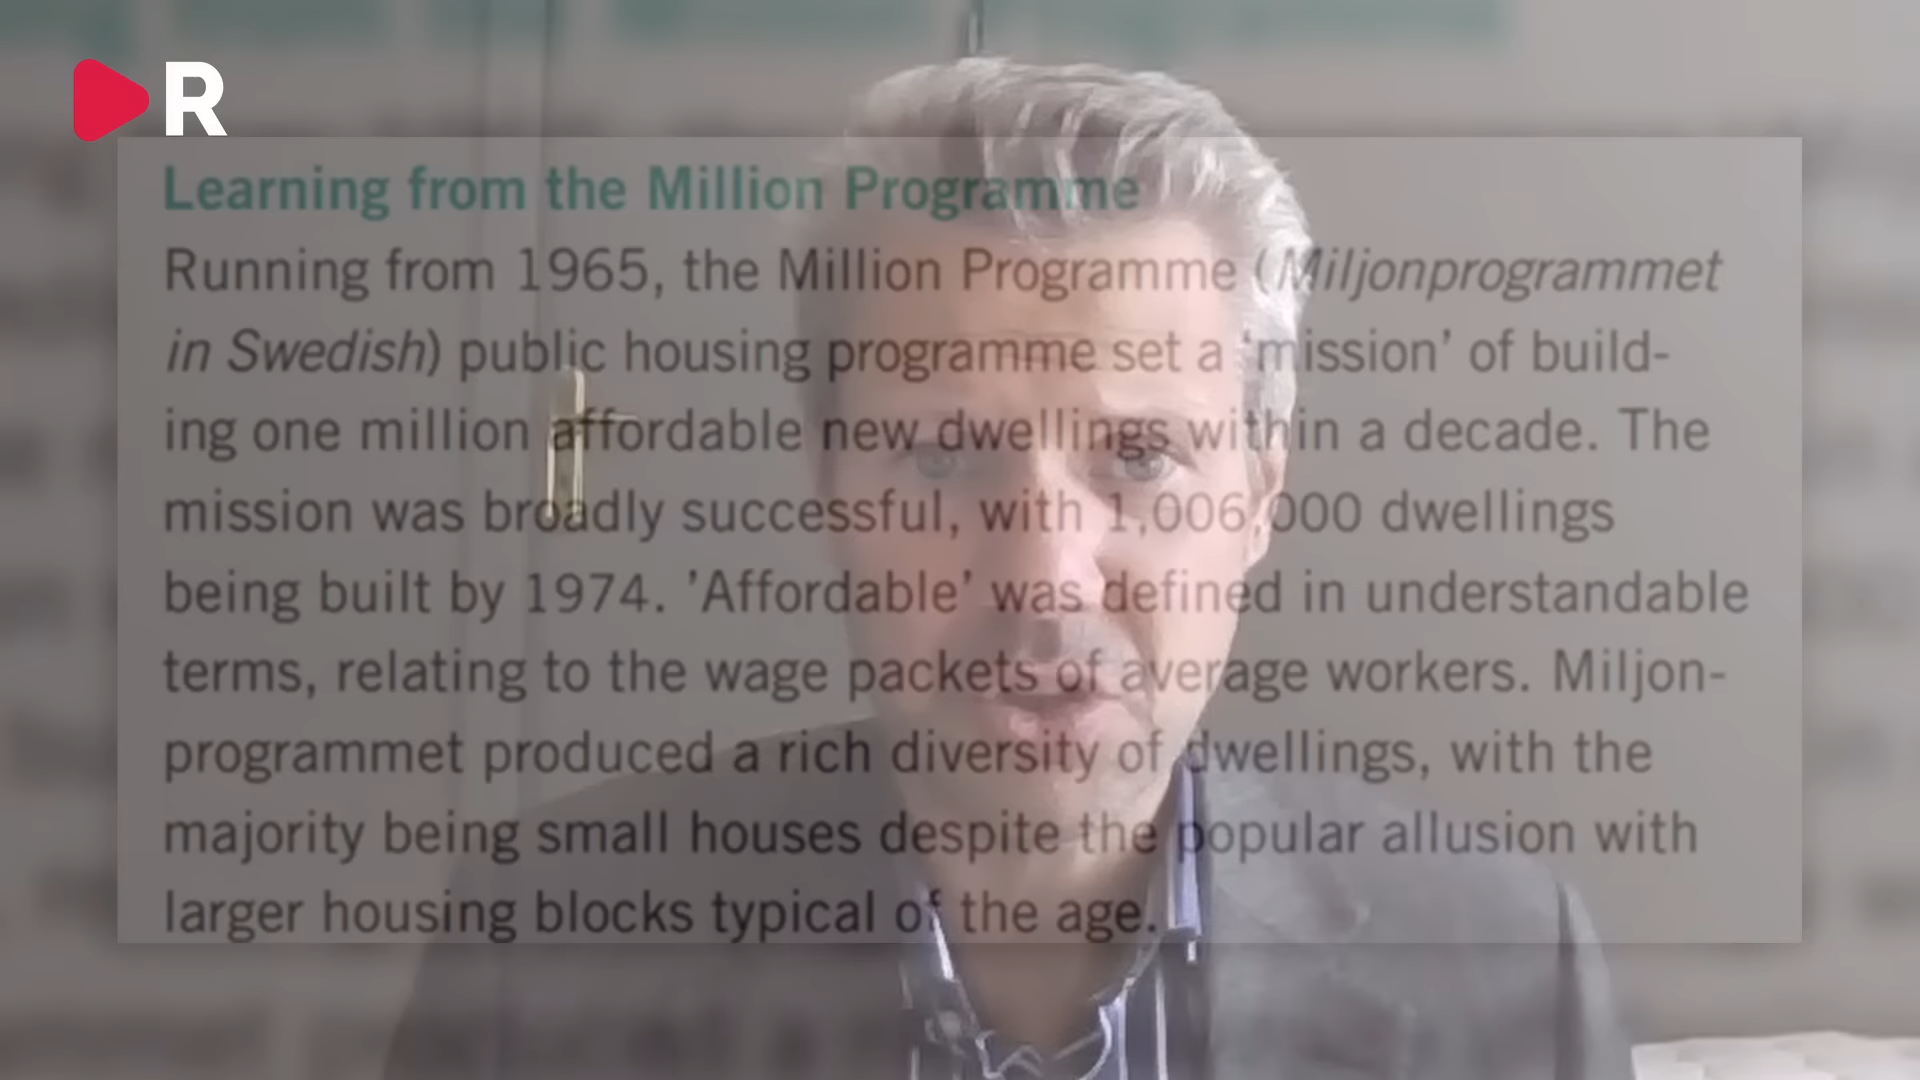 R
Learning from the Million Programme
Running from 1965, the Million Programme (Miljonprogrammet
in Swedish) public housing programme set a ‘mission’ of build-
ing one million affordable new dwellings within a decade. The
mission was broadly successful, with 1,006,000 dwellings
being built by 1974. ’Affordable’ was defined in understandable
terms, relating to the wage packets of average workers. Miljon-
programmet produced a rich diversity of dwellings, with the
majority being small houses despite the popular allusion with
larger housing blocks typical of the age.